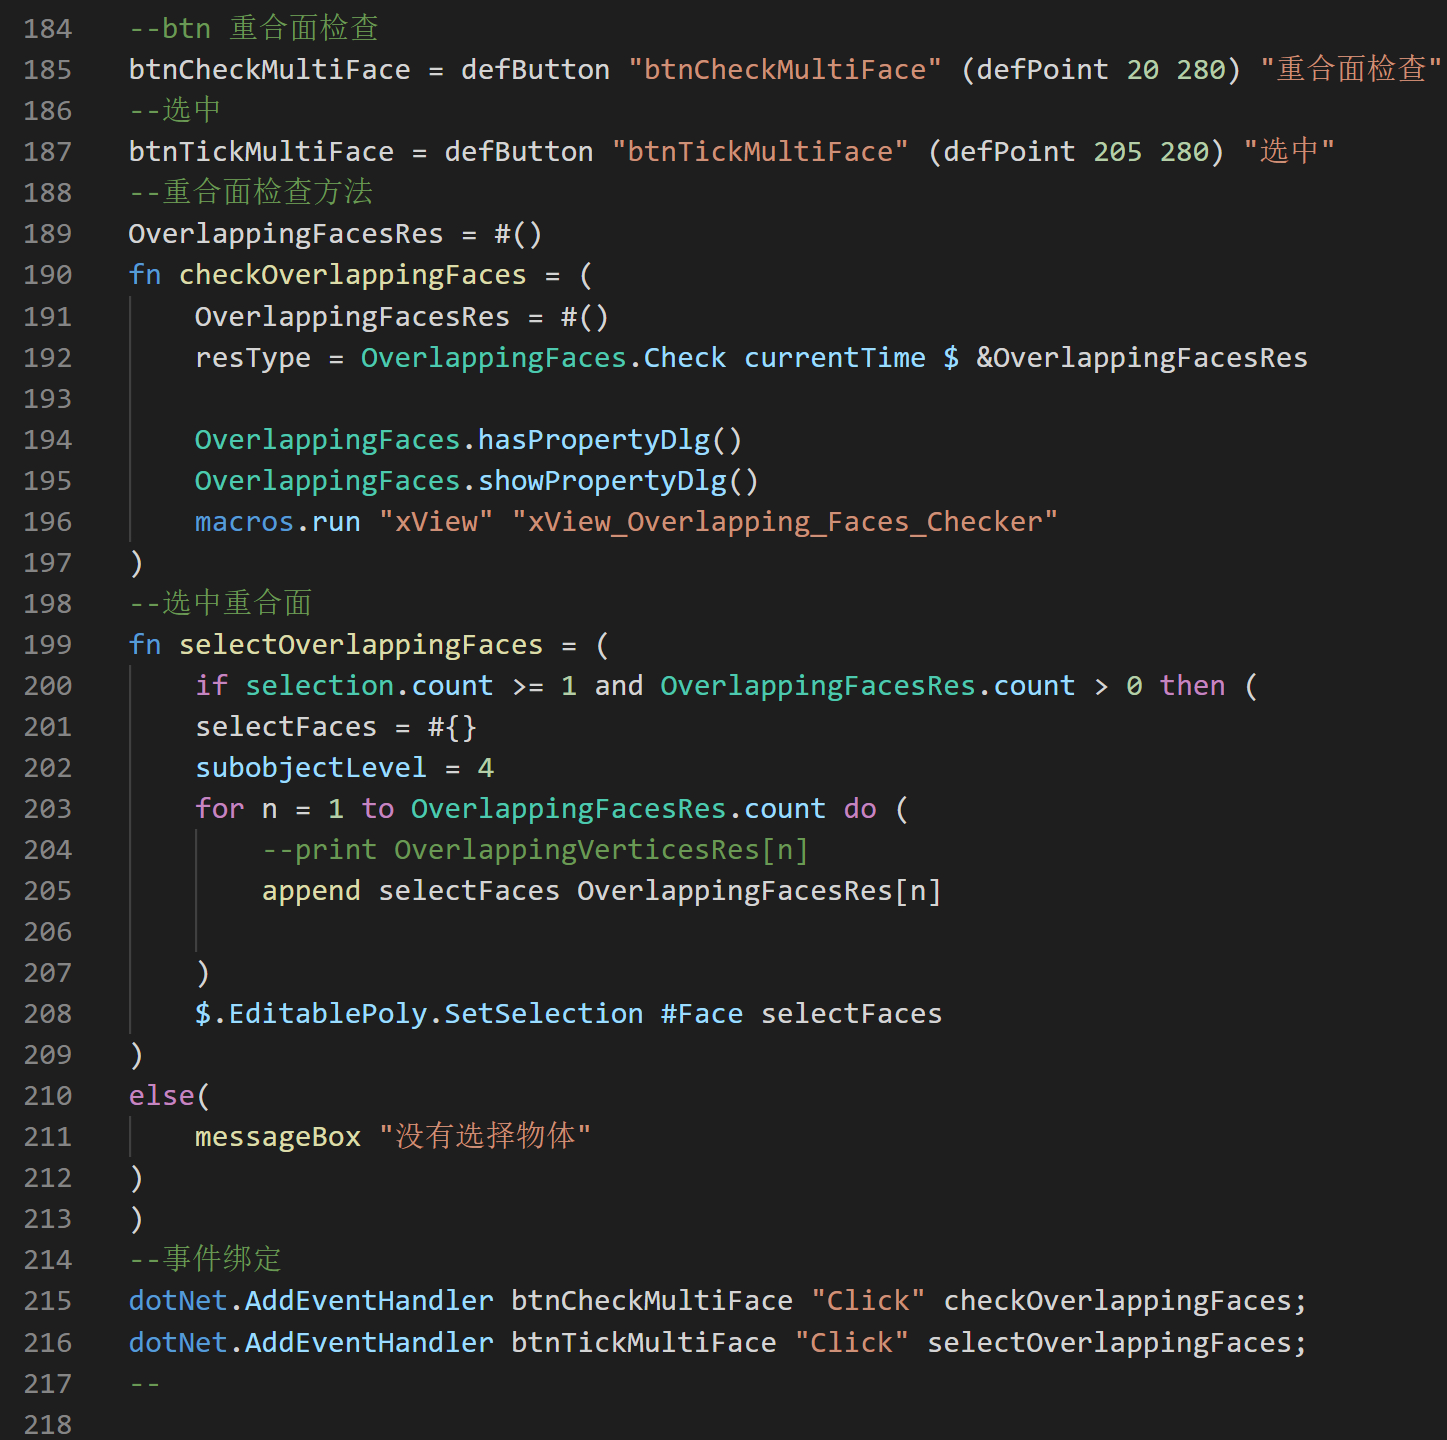 184 --btn 重合面检查
185 btnCheckMultiFace = defButton "btnCheckMultiFace" (defPoint 20 280) "重合面检查"
186 --选中
187 btnTickMultiFace = defButton "btnTickMultiFace" (defPoint 205 280) "选中"
188 --重合面检查方法
189 OverlappingFacesRes = #()
190 fn checkOverlappingFaces = (
191     OverlappingFacesRes = #()
192     resType = OverlappingFaces.Check currentTime $ &OverlappingFacesRes
193
194     OverlappingFaces.hasPropertyDlg()
195     OverlappingFaces.showPropertyDlg()
196     macros.run "xView" "xView_Overlapping_Faces_Checker"
197 )
198 --选中重合面
199 fn selectOverlappingFaces = (
200     if selection.count >= 1 and OverlappingFacesRes.count > 0 then (
201     selectFaces = #{}
202     subobjectLevel = 4
203     for n = 1 to OverlappingFacesRes.count do (
204         --print OverlappingVerticesRes[n]
205         append selectFaces OverlappingFacesRes[n]
206
207     )
208     $.EditablePoly.SetSelection #Face selectFaces
209 )
210 else(
211     messageBox "没有选择物体"
212 )
213 )
214 --事件绑定
215 dotNet.AddEventHandler btnCheckMultiFace "Click" checkOverlappingFaces;
216 dotNet.AddEventHandler btnTickMultiFace "Click" selectOverlappingFaces;
217 --
218